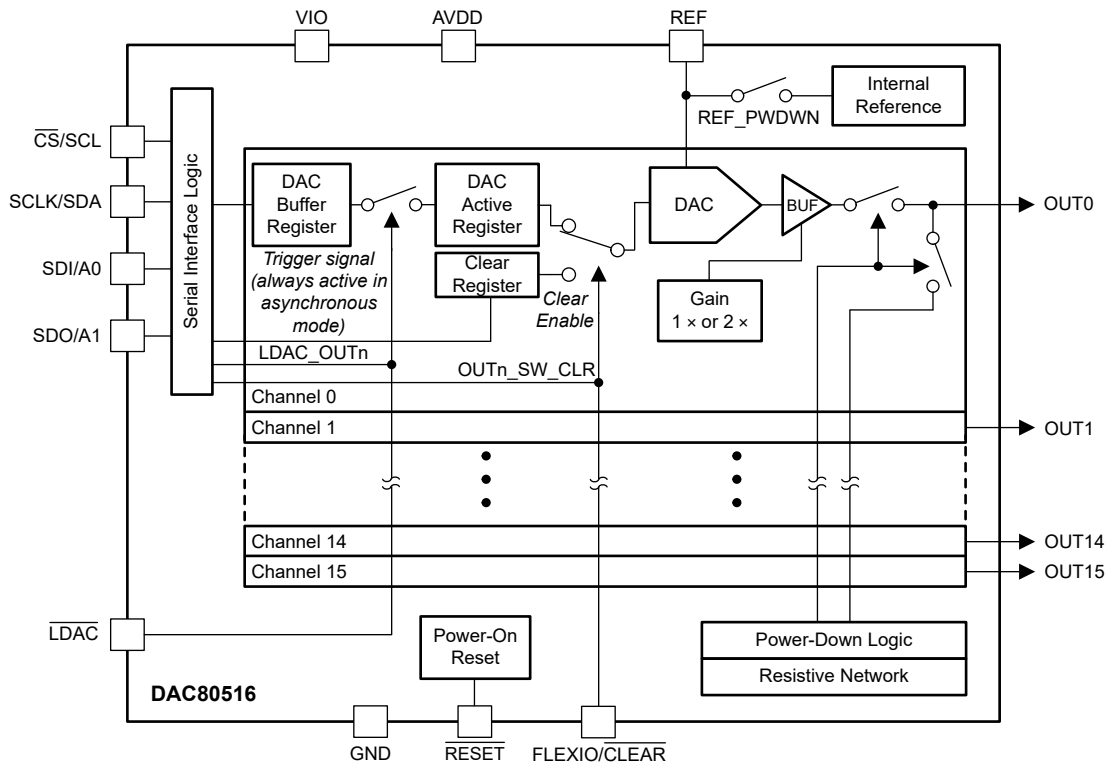 VIO
AVDD
REF
Internal
Reference
REF_PWDWN
CS/SCL
SCLK/SDA
SDI/A0
SDO/A1
Serial Interface Logic
DAC
Buffer
Register
DAC
Active
Register
DAC
BUF
OUT0
Trigger signal
(always active in
asynchronous
mode)
Clear
Register
Clear
Enable
Gain
1 × or 2 ×
LDAC_OUTn
OUTn_SW_CLR
Channel 0
Channel 1
OUT1
Channel 14
OUT14
Channel 15
OUT15
LDAC
Power-On
Reset
Power-Down Logic
Resistive Network
DAC80516
GND
RESET
FLEXIO/CLEAR